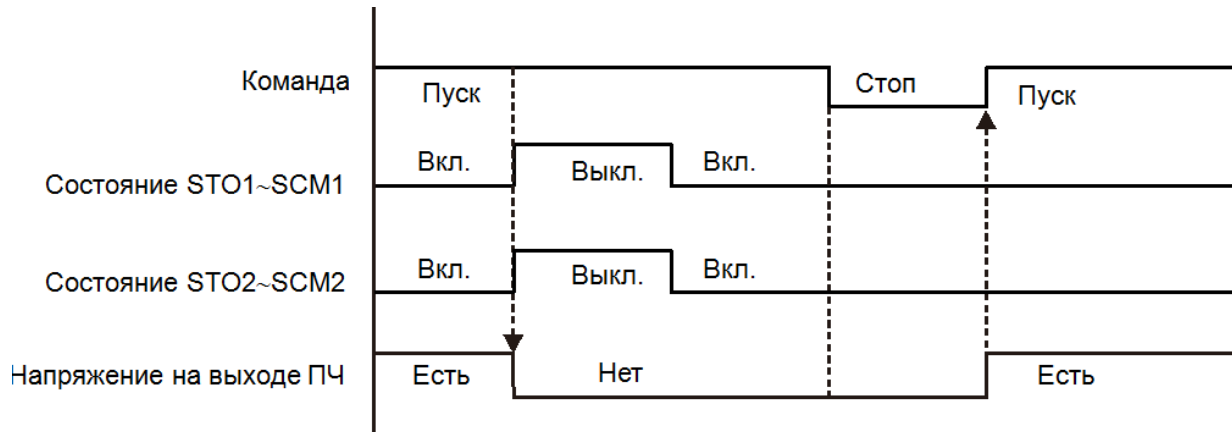 Команда
Пуск
Стоп
Пуск
Состояние STO1~SCM1
Вкл.
Выкл.
Вкл.
Состояние STO2~SCM2
Вкл.
Выкл.
Вкл.
Напряжение на выходе ПЧ
Есть
Нет
Есть